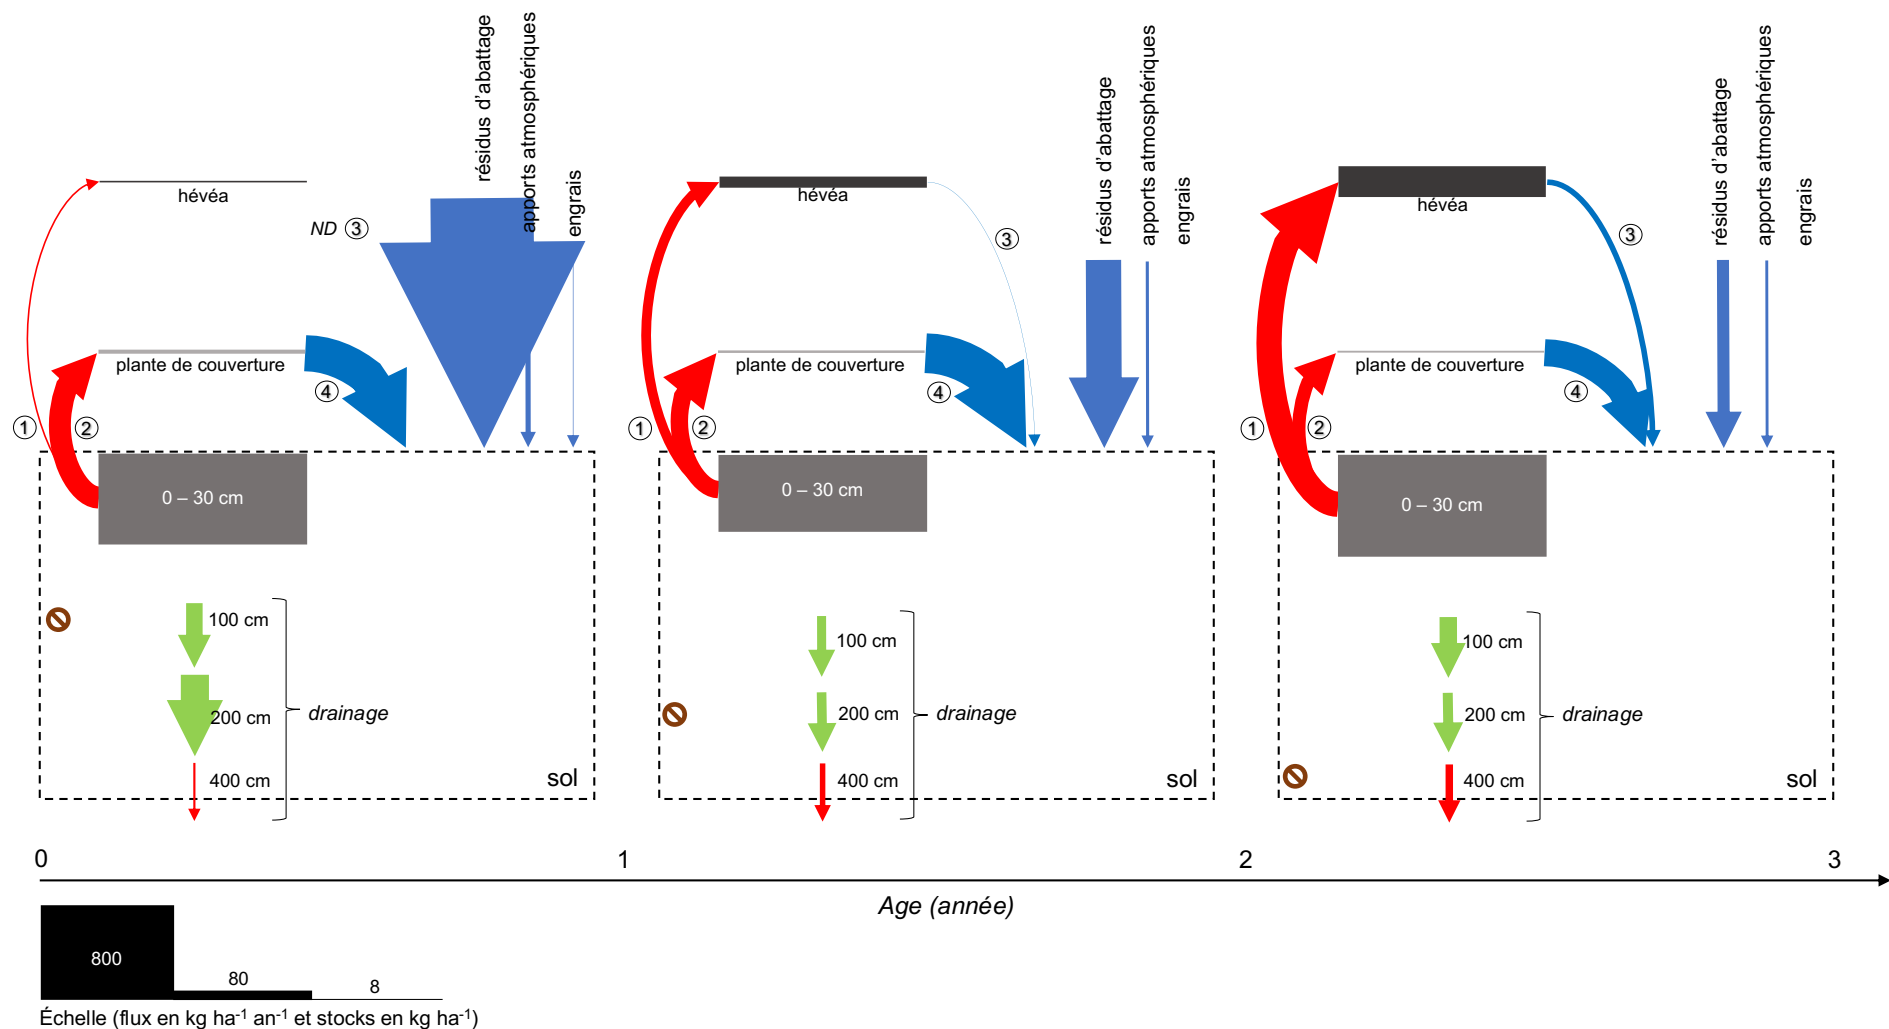 résidus d'abattage
apports atmosphériques
engrais
hévéa
ND ③
plante de couverture
④
①
②
0 – 30 cm
100 cm
200 cm
drainage
400 cm
sol
résidus d'abattage
apports atmosphériques
engrais
hévéa
③
plante de couverture
④
①
②
0 – 30 cm
100 cm
200 cm
drainage
400 cm
sol
résidus d'abattage
apports atmosphériques
engrais
hévéa
③
plante de couverture
④
①
②
0 – 30 cm
100 cm
200 cm
drainage
400 cm
sol
0 1 2 3
Age (année)
800
80
8
Échelle (flux en kg ha⁻¹ an⁻¹ et stocks en kg ha⁻¹)